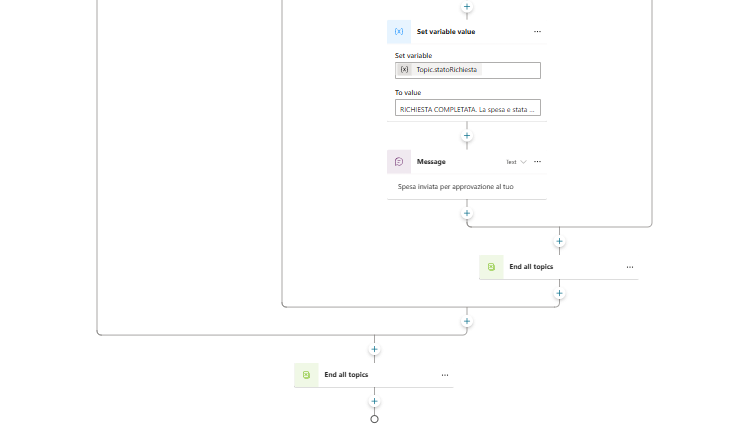 {x} Set variable value ...
Set variable
{x} Topic.statoRichiesta
To value
RICHIESTA COMPLETATA. La spesa e stata ...
Message Text ...
Spesa inviata per approvazione al tuo
End all topics ...
End all topics ...